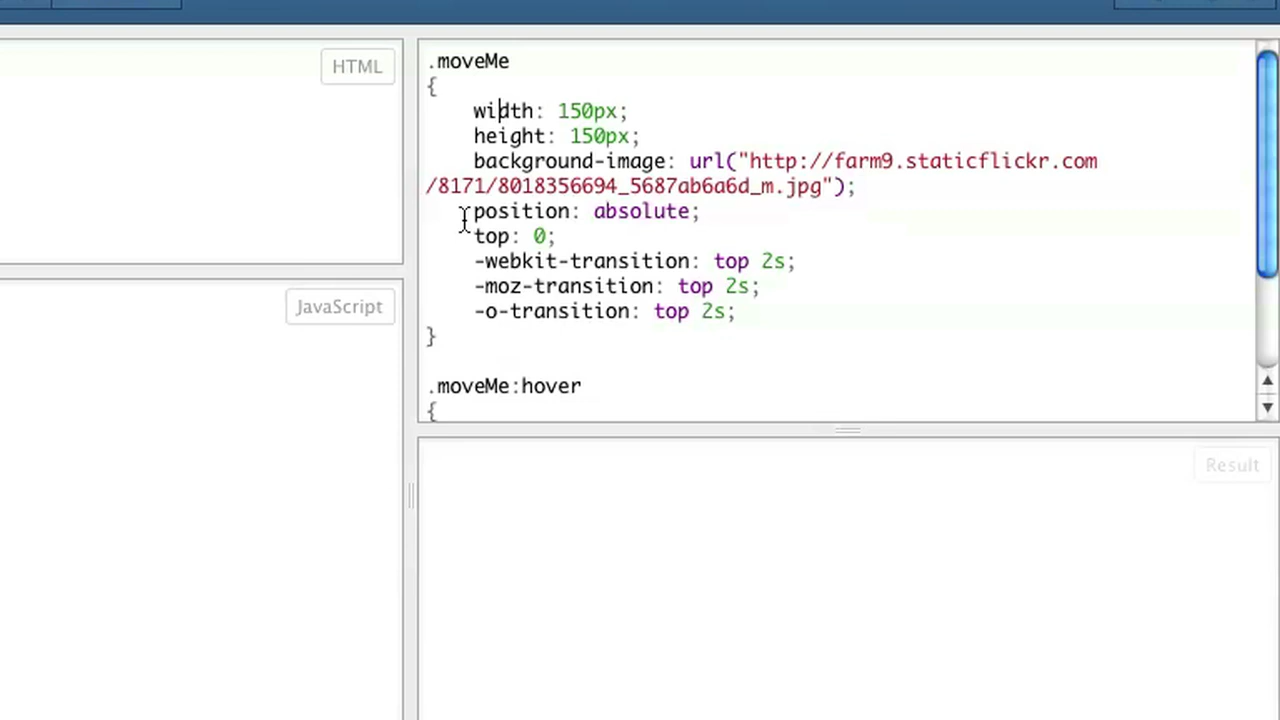 HTML
.moveMe
{
width: 150px;
height: 150px;
background-image: url("http://farm9.staticflickr.com
/8171/8018356694_5687ab6a6d_m.jpg");
position: absolute;
top: 0;
-webkit-transition: top 2s;
-moz-transition: top 2s;
-o-transition: top 2s;
}
.moveMe:hover
{
JavaScript
Result